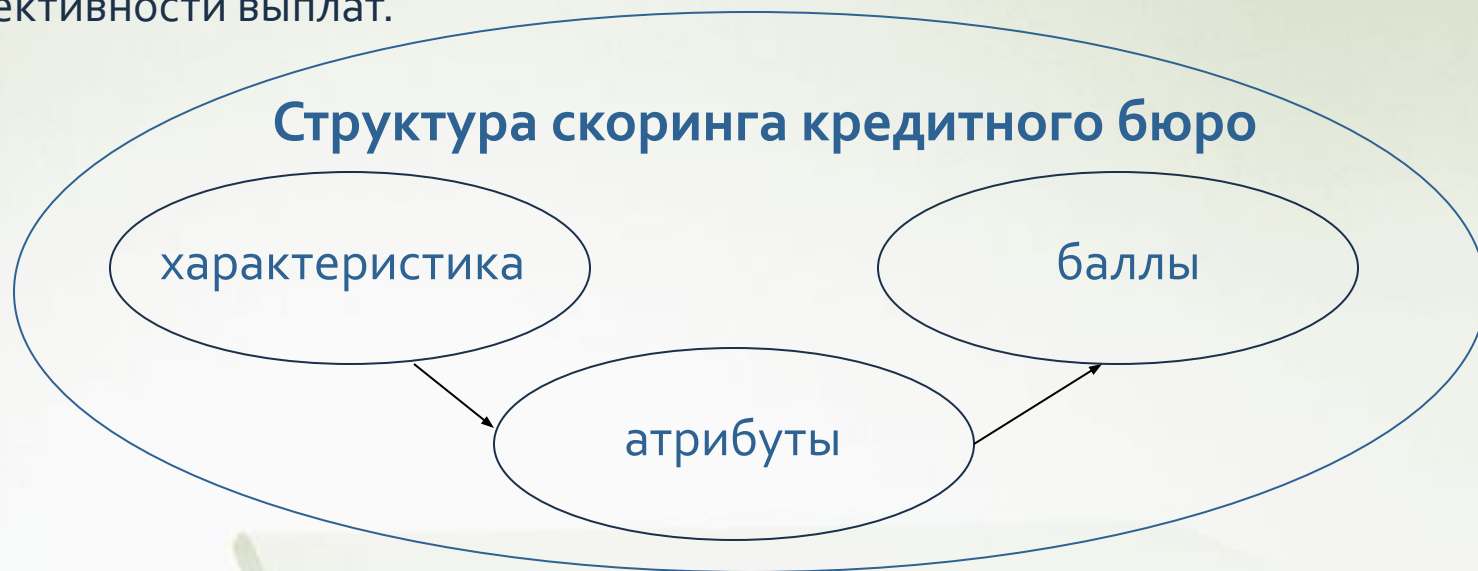 ективности выплат.
Структура скоринга кредитного бюро
характеристика
баллы
атрибуты